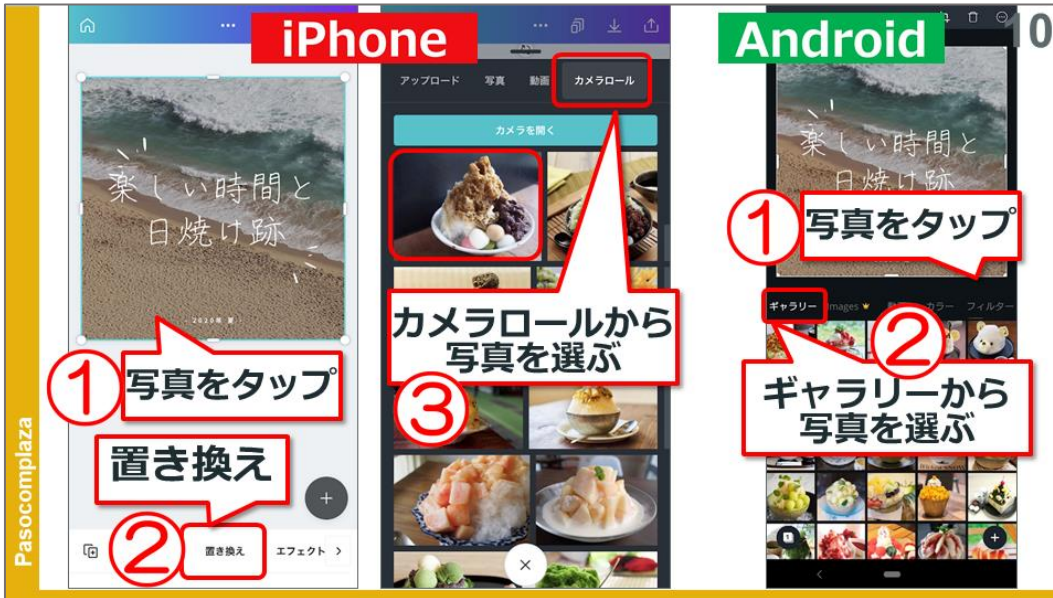 iPhone
Android
10
アップロード 写真 動画 カメラロール
カメラを開く
楽しい時間と
日焼け跡
2020年 夏
① 写真をタップ
置き換え
② 置き換え エフェクト
カメラロールから
写真を選ぶ
③
楽しい時間と
日焼け跡
① 写真をタップ
ギャラリー Images カラー フィルター
②
ギャラリーから
写真を選ぶ
Pasocomplaza